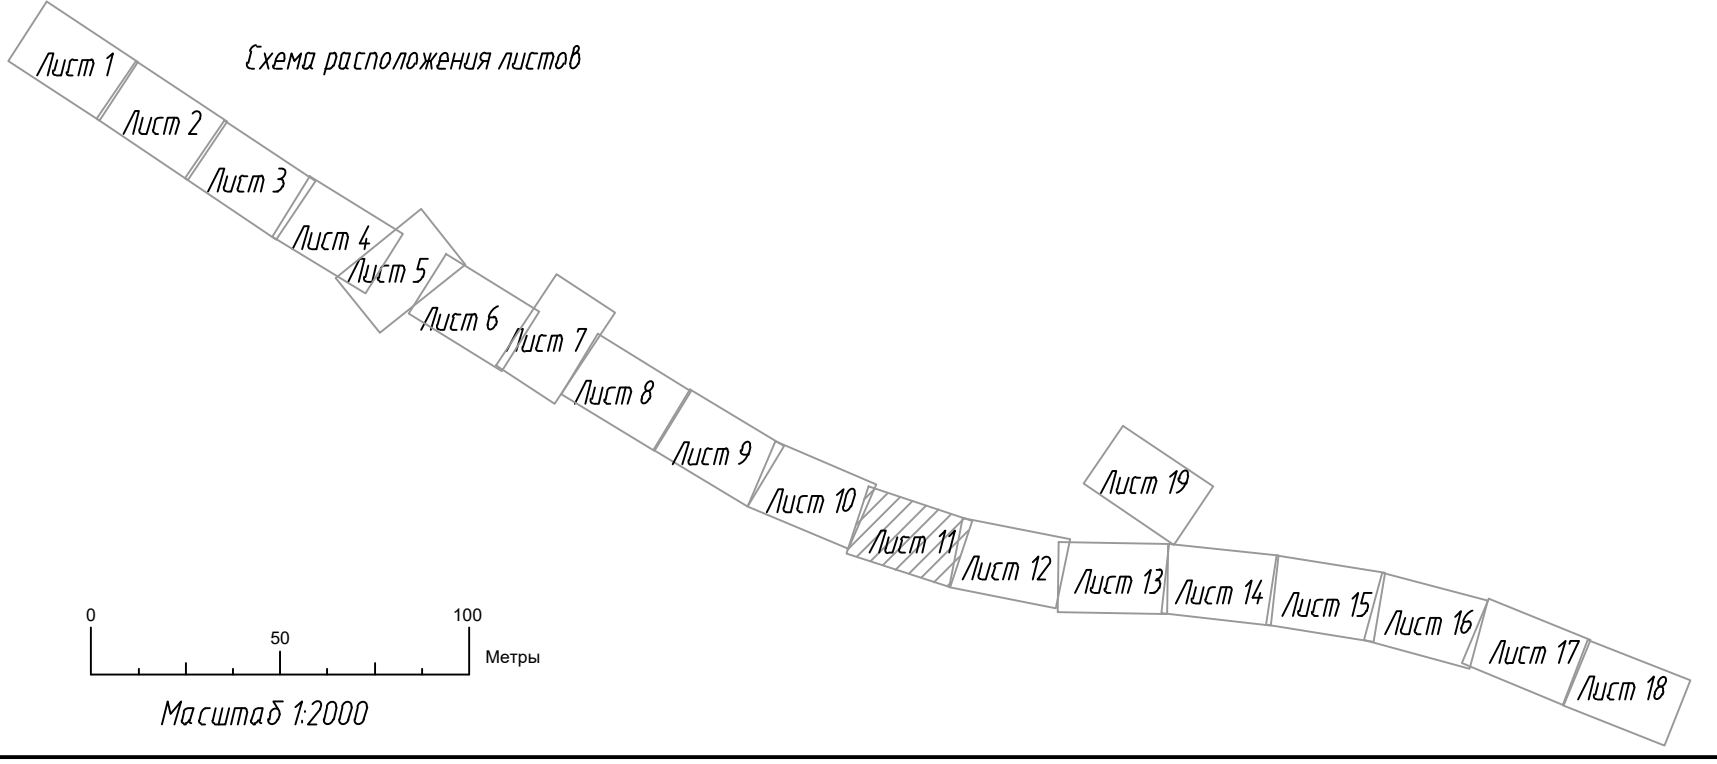 Схема расположения листов
Лист 1
Лист 2
Лист 3
Лист 4
Лист 5
Лист 6
Лист 7
Лист 8
Лист 9
Лист 10
Лист 11
Лист 12
Лист 13
Лист 14
Лист 15
Лист 16
Лист 17
Лист 18
Лист 19
0 50 100
Метры
Масштаб 1:2000